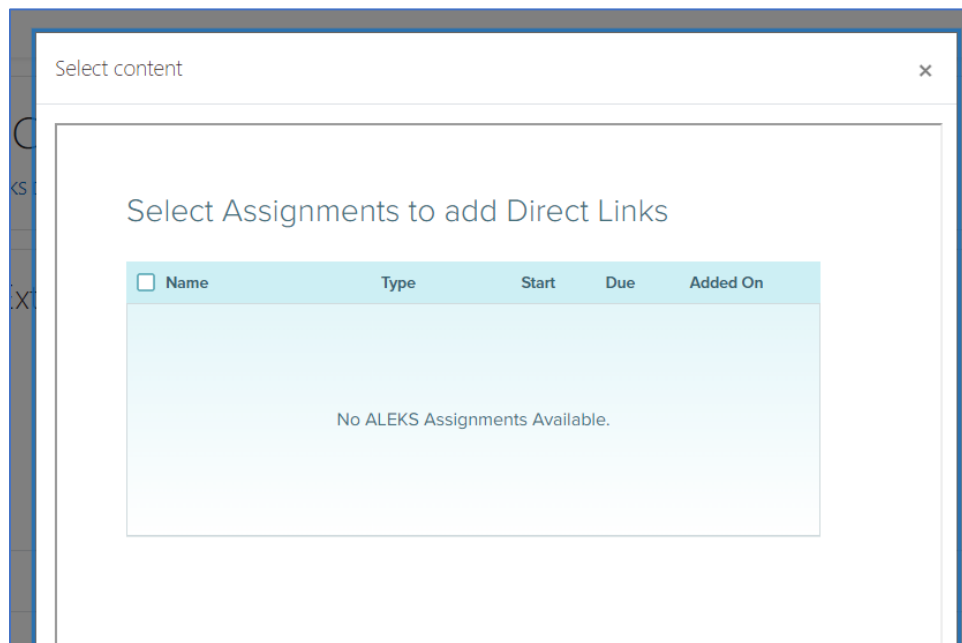 Select content ×
Select Assignments to add Direct Links
Name Type Start Due Added On
No ALEKS Assignments Available.